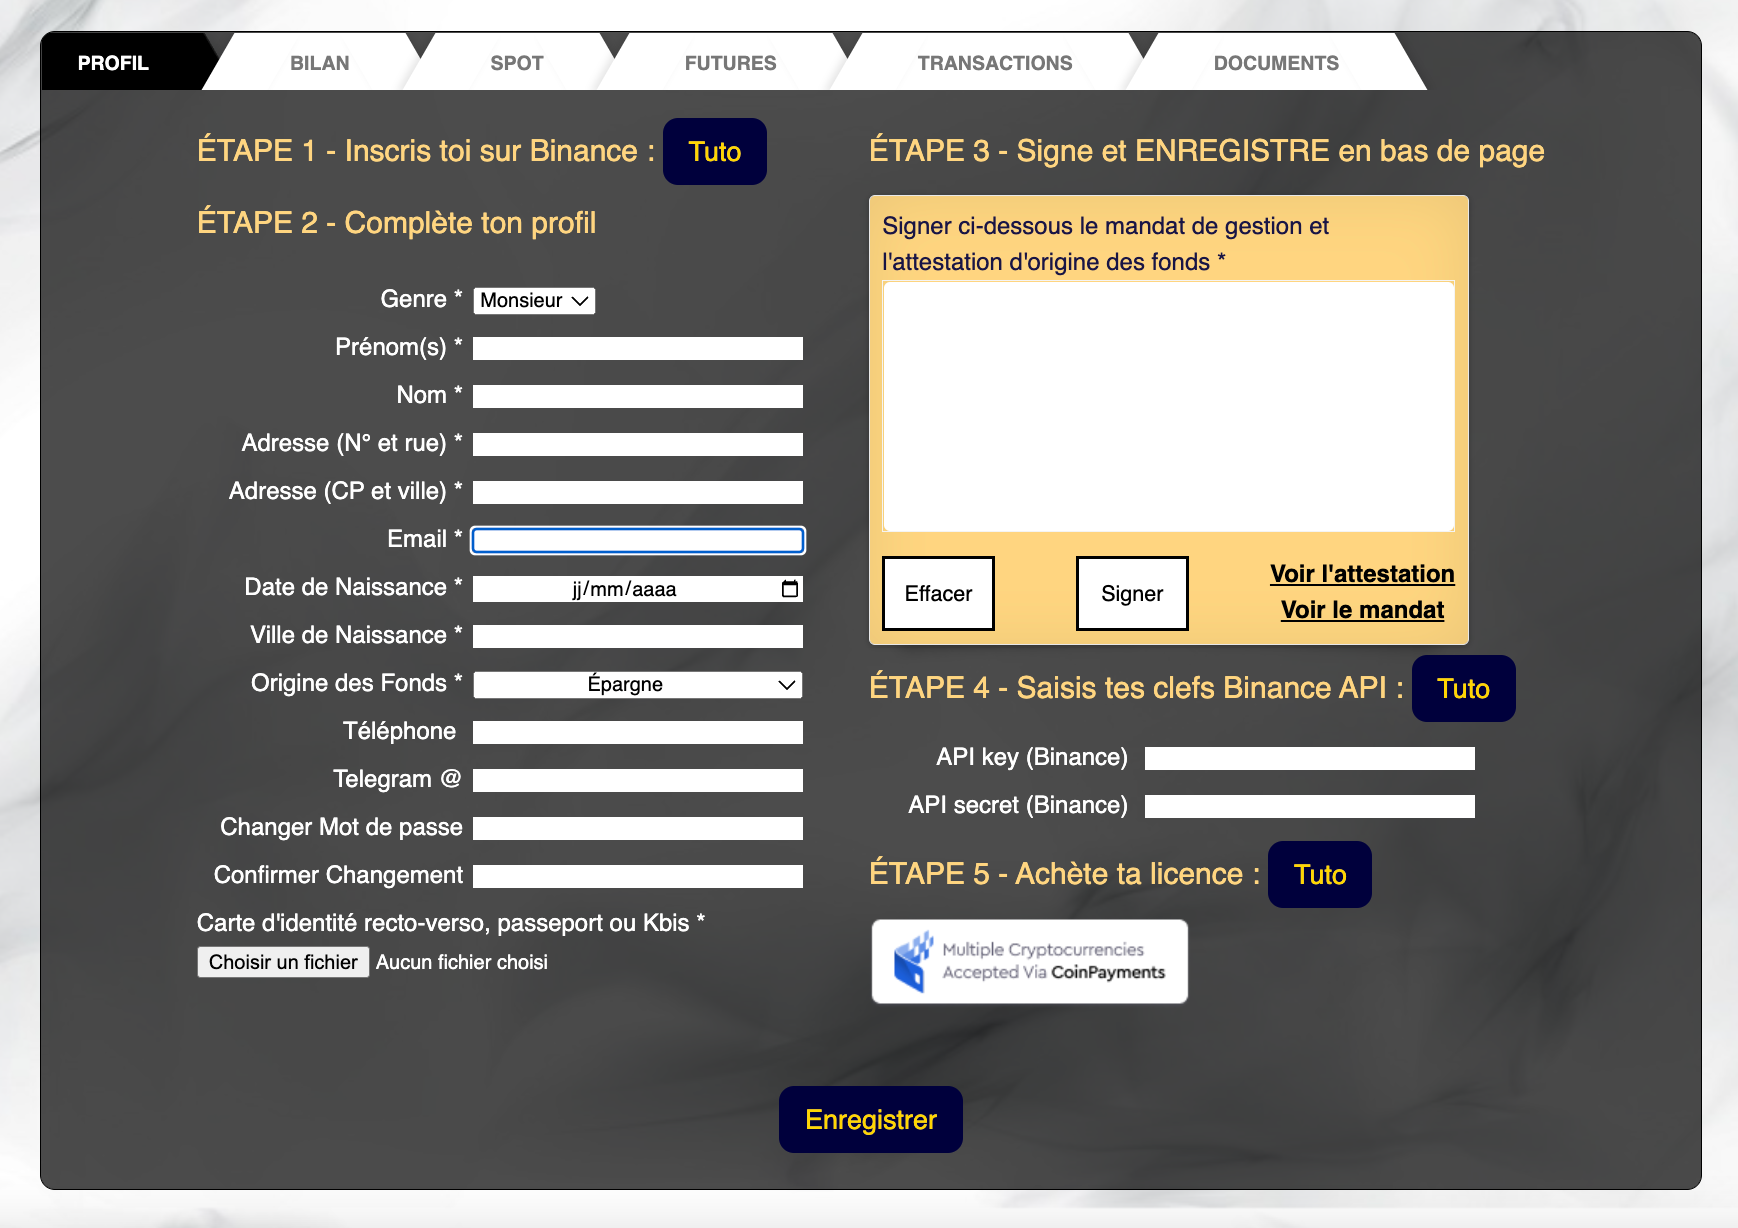 PROFIL
BILAN
SPOT
FUTURES
TRANSACTIONS
DOCUMENTS
ÉTAPE 1 - Inscris toi sur Binance : Tuto
ÉTAPE 2 - Complète ton profil
Genre * Monsieur
Prénom(s) *
Nom *
Adresse (N° et rue) *
Adresse (CP et ville) *
Email *
Date de Naissance * jj/mm/aaaa
Ville de Naissance *
Origine des Fonds * Épargne
Téléphone
Telegram @
Changer Mot de passe
Confirmer Changement
Carte d'identité recto-verso, passeport ou Kbis *
Choisir un fichier Aucun fichier choisi
ÉTAPE 3 - Signe et ENREGISTRE en bas de page
Signer ci-dessous le mandat de gestion et
l'attestation d'origine des fonds *
Effacer
Signer
Voir l'attestation
Voir le mandat
ÉTAPE 4 - Saisis tes clefs Binance API : Tuto
API key (Binance)
API secret (Binance)
ÉTAPE 5 - Achète ta licence : Tuto
Multiple Cryptocurrencies
Accepted Via CoinPayments
Enregistrer